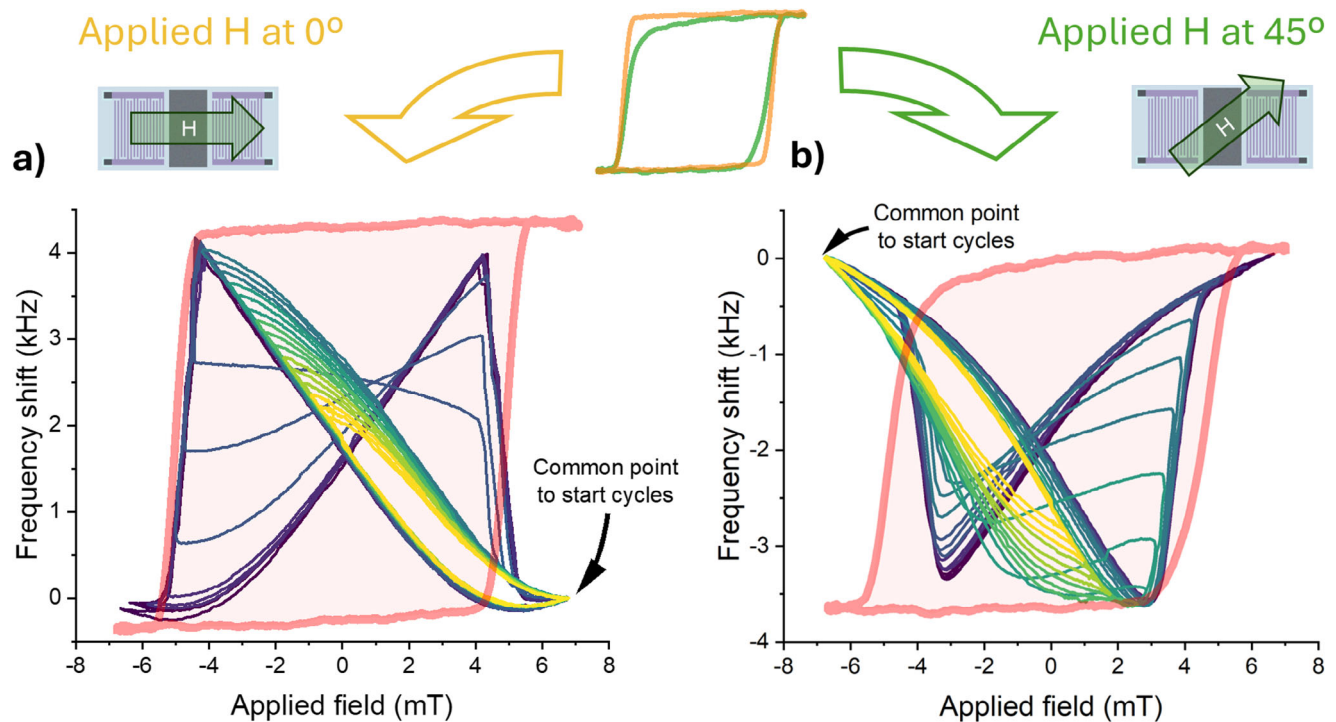 Applied H at 0º
Applied H at 45º
H
H
a)
b)
Common point
to start cycles
Common point
to start cycles
Frequency shift (kHz)
4
3
2
1
0
-8
-6
-4
-2
0
2
4
6
8
Applied field (mT)
Frequency shift (kHz)
0
-1
-2
-3
-4
-8
-6
-4
-2
0
2
4
6
8
Applied field (mT)